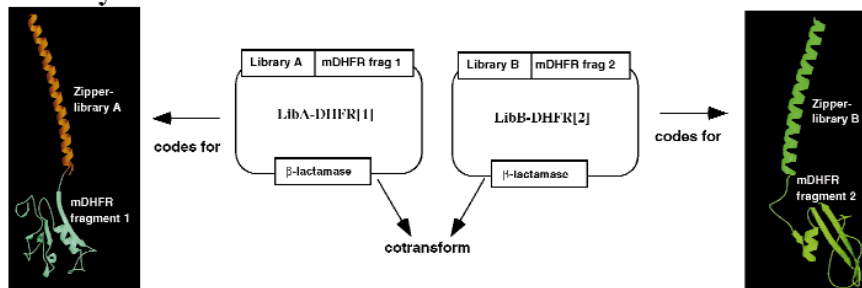 Zipper-
library A
mDHFR
fragment 1
codes for
Library A mDHFR frag 1
LibA-DHFR[1]
β-lactamase
Library B mDHFR frag 2
LibB-DHFR[2]
β-lactamase
cotransform
codes for
Zipper-
library B
mDHFR
fragment 2